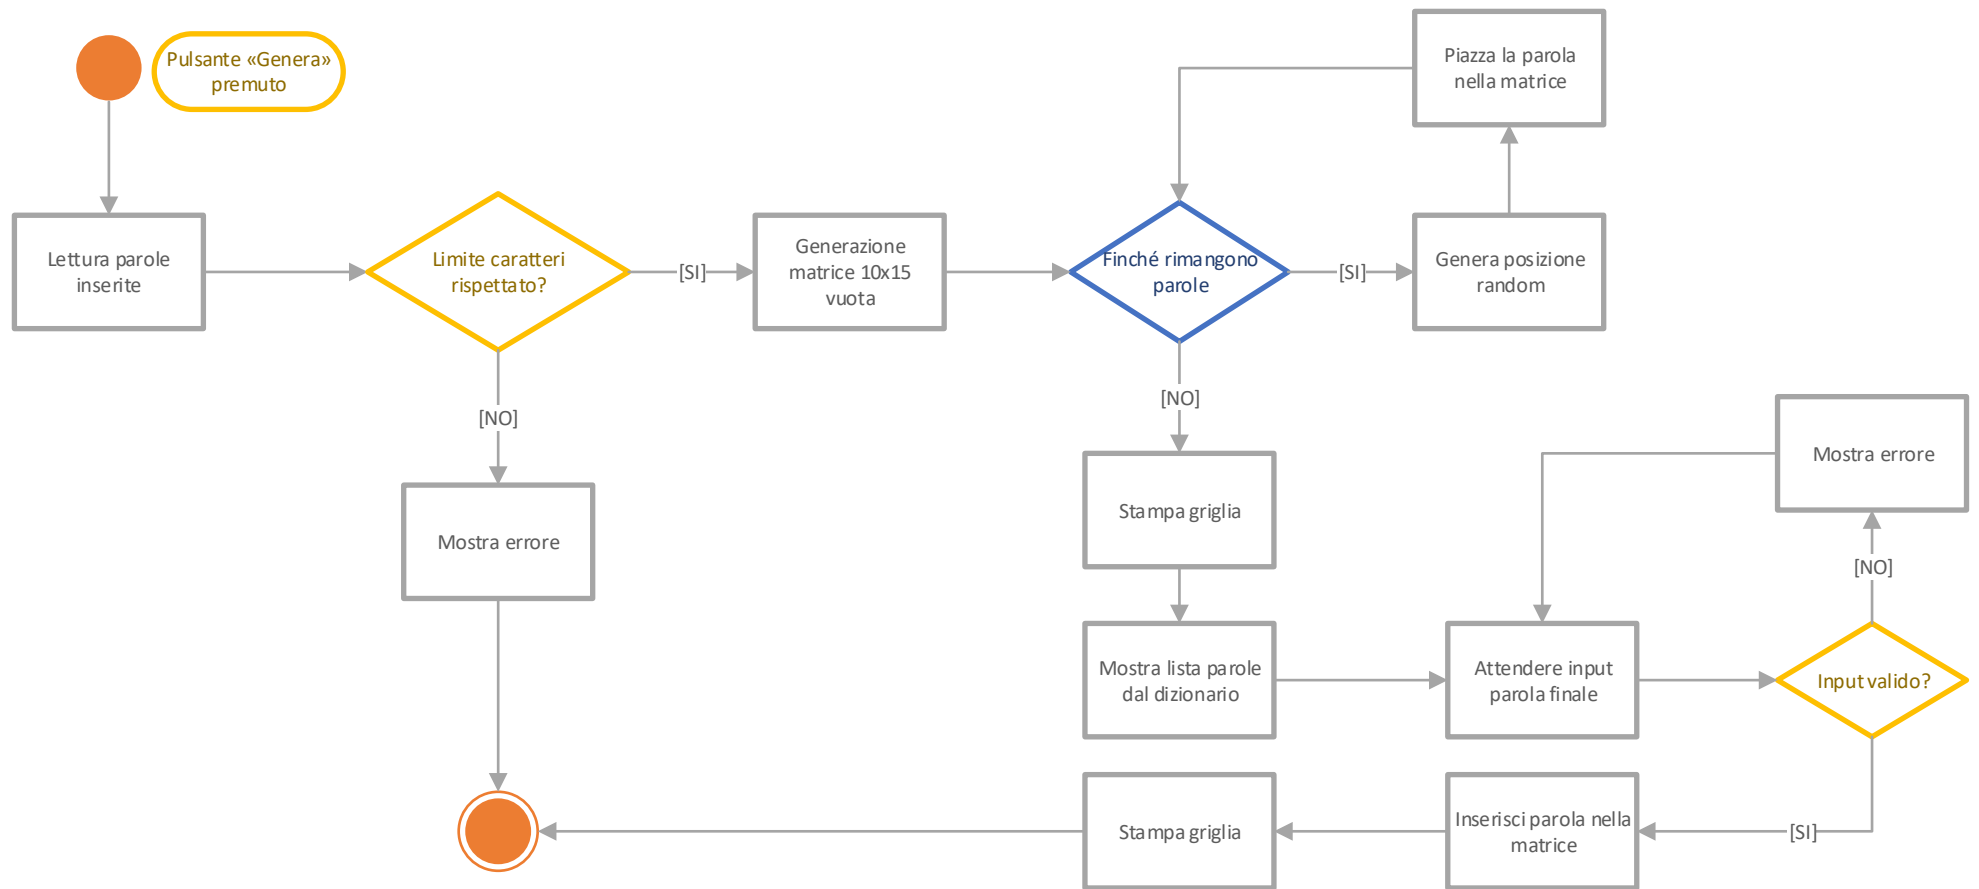 Pulsante «Genera»
premuto
Piazza la parola
nella matrice
Lettura parole
inserite
Limite caratteri
rispettato?
[SI]
Generazione
matrice 10x15
vuota
Finché rimangono
parole
[SI]
Genera posizione
random
[NO]
[NO]
Mostra errore
Stampa griglia
Mostra errore
[NO]
Mostra lista parole
dal dizionario
Attendere input
parola finale
Input valido?
Stampa griglia
Inserisci parola nella
matrice
[SI]